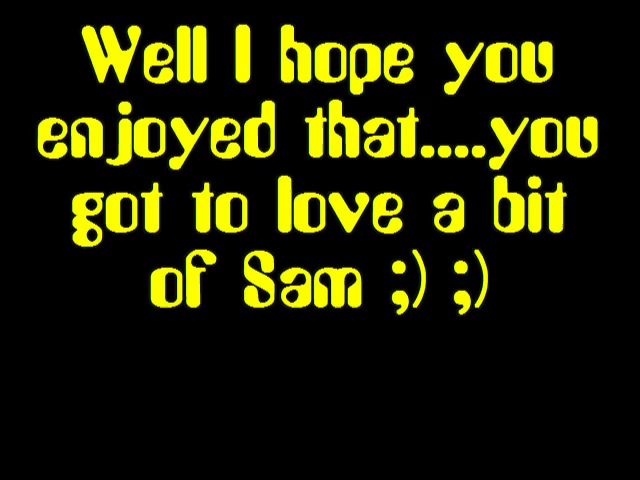 Well I hope you
enjoyed that....you
got to love a bit
of Sam ;) ;)